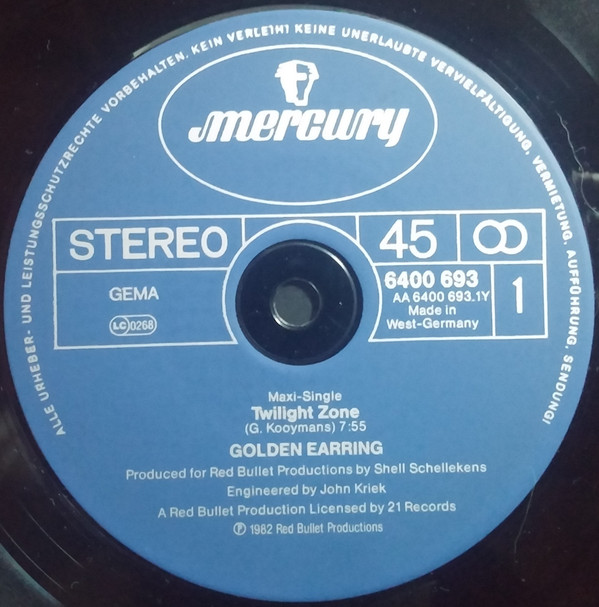 ALLE URHEBER- UND LEISTUNGSSCHUTZRECHTE VORBEHALTEN. KEIN VERLEIH! KEINE UNERLAUBTE VERVIELFÄLTIGUNG, VERMIETUNG, AUFFÜHRUNG, SENDUNG!
mercury
STEREO 45
GEMA
LC 0268
6400 693
AA 6400 693.1Y
Made in
West-Germany
1
Maxi-Single
Twilight Zone
(G. Kooymans) 7:55
GOLDEN EARRING
Produced for Red Bullet Productions by Shell Schellekens
Engineered by John Kriek
A Red Bullet Production Licensed by 21 Records
℗ 1982 Red Bullet Productions